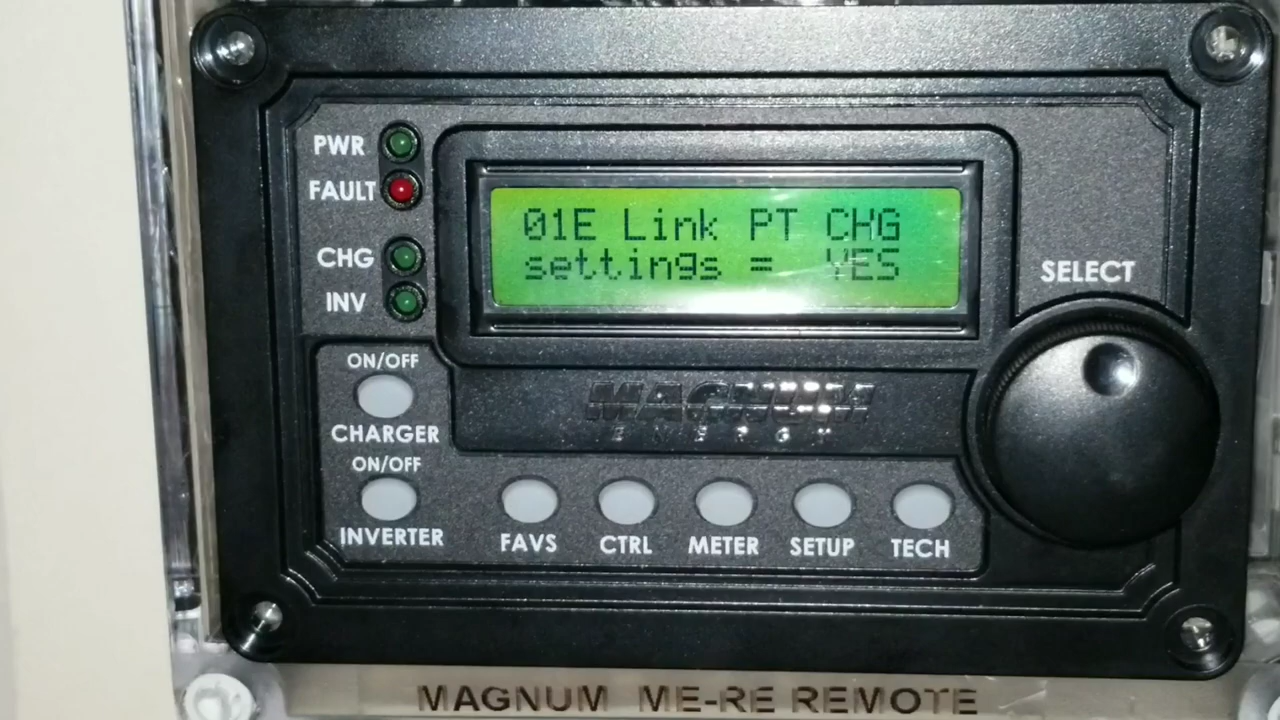 PWR
FAULT
CHG
INV
01E Link PT CHG
settings = YES
SELECT
ON/OFF
CHARGER
ON/OFF
INVERTER
MAGNUM
ENERGY
FAVS
CTRL
METER
SETUP
TECH
MAGNUM ME-RE REMOTE